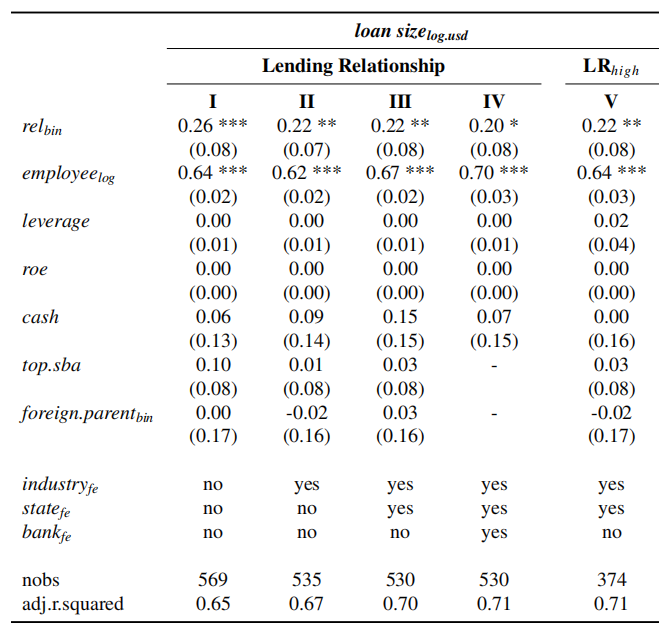 loan size log.usd
Lending Relationship LR high
I II III IV V
rel bin 0.26 *** 0.22 ** 0.22 ** 0.20 * 0.22 **
(0.08) (0.07) (0.08) (0.08) (0.08)
employee log 0.64 *** 0.62 *** 0.67 *** 0.70 *** 0.64 ***
(0.02) (0.02) (0.02) (0.03) (0.03)
leverage 0.00 0.00 0.00 0.00 0.02
(0.01) (0.01) (0.01) (0.01) (0.04)
roe 0.00 0.00 0.00 0.00 0.00
(0.00) (0.00) (0.00) (0.00) (0.00)
cash 0.06 0.09 0.15 0.07 0.00
(0.13) (0.14) (0.15) (0.15) (0.16)
top.sba 0.10 0.01 0.03 - 0.03
(0.08) (0.08) (0.08) (0.08)
foreign.parent bin 0.00 -0.02 0.03 - -0.02
(0.17) (0.16) (0.16) (0.17)
industry fe no yes yes yes yes
state fe no no yes yes yes
bank fe no no no yes no
nobs 569 535 530 530 374
adj.r.squared 0.65 0.67 0.70 0.71 0.71